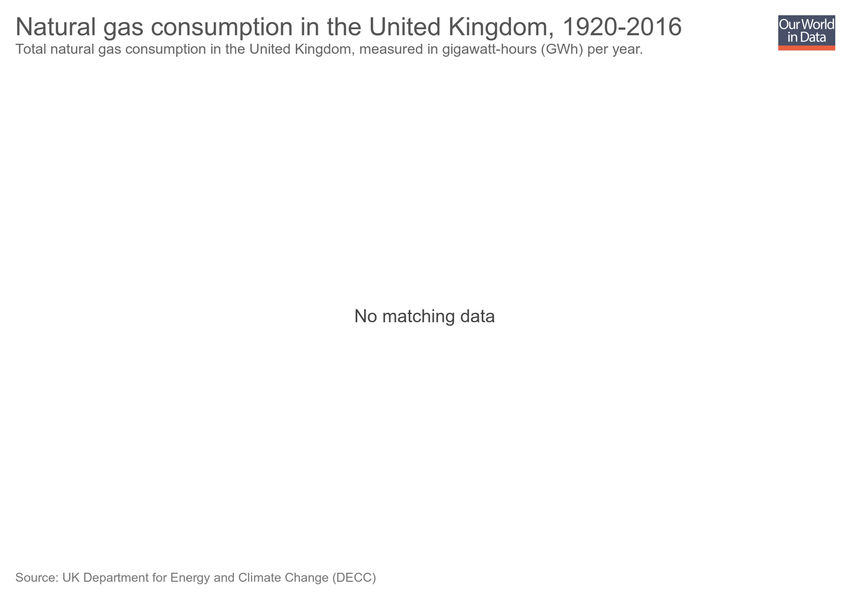 Natural gas consumption in the United Kingdom, 1920-2016
Our World
in Data
Total natural gas consumption in the United Kingdom, measured in gigawatt-hours (GWh) per year.
No matching data
Source: UK Department for Energy and Climate Change (DECC)